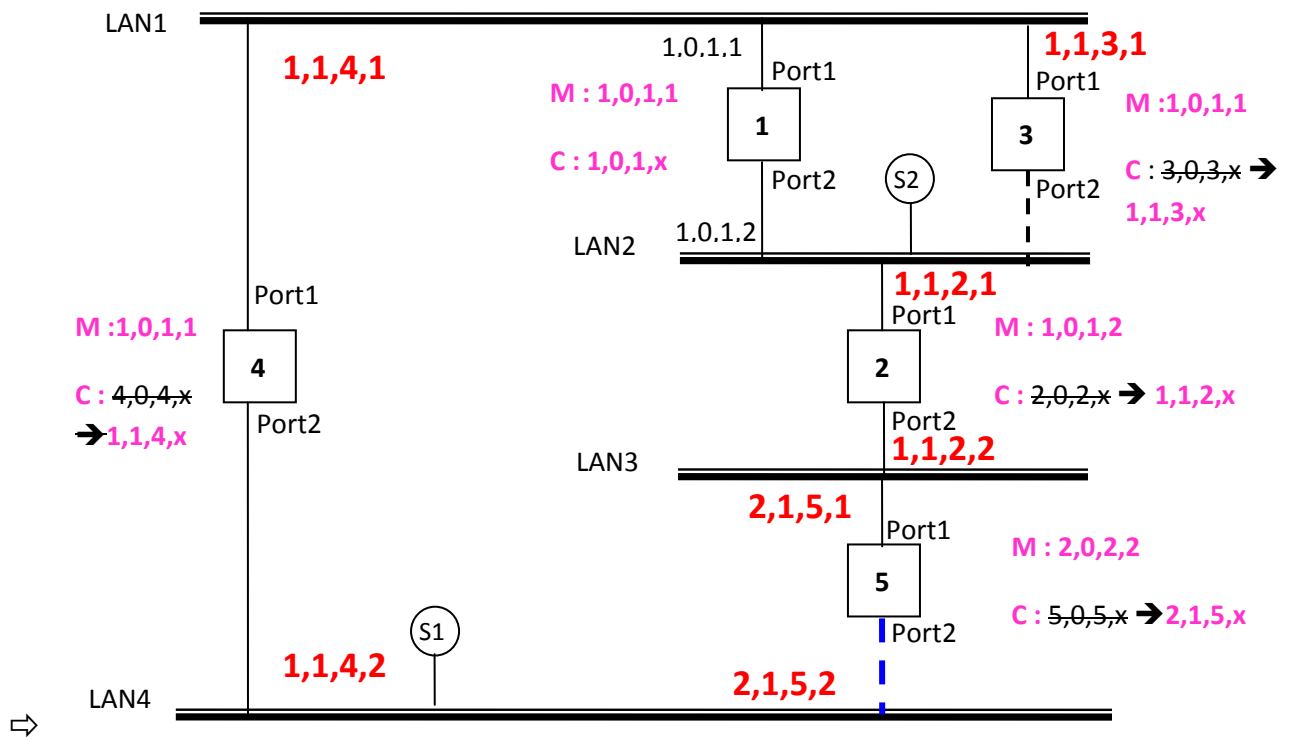 LAN1
1,1,4,1
1,0,1,1
1,1,3,1
Port1
Port1
M : 1,0,1,1
M :1,0,1,1
1
3
C : 1,0,1,x
C : 3,0,3,x ➔
1,1,3,x
Port2
S2
Port2
1,0,1,2
LAN2
1,1,2,1
Port1
Port1
M :1,0,1,1
M : 1,0,1,2
4
2
C : 4,0,4,x
➔1,1,4,x
C : 2,0,2,x ➔ 1,1,2,x
Port2
Port2
1,1,2,2
LAN3
2,1,5,1
Port1
M : 2,0,2,2
5
C : 5,0,5,x ➔2,1,5,x
S1
Port2
1,1,4,2
2,1,5,2
LAN4
⇨